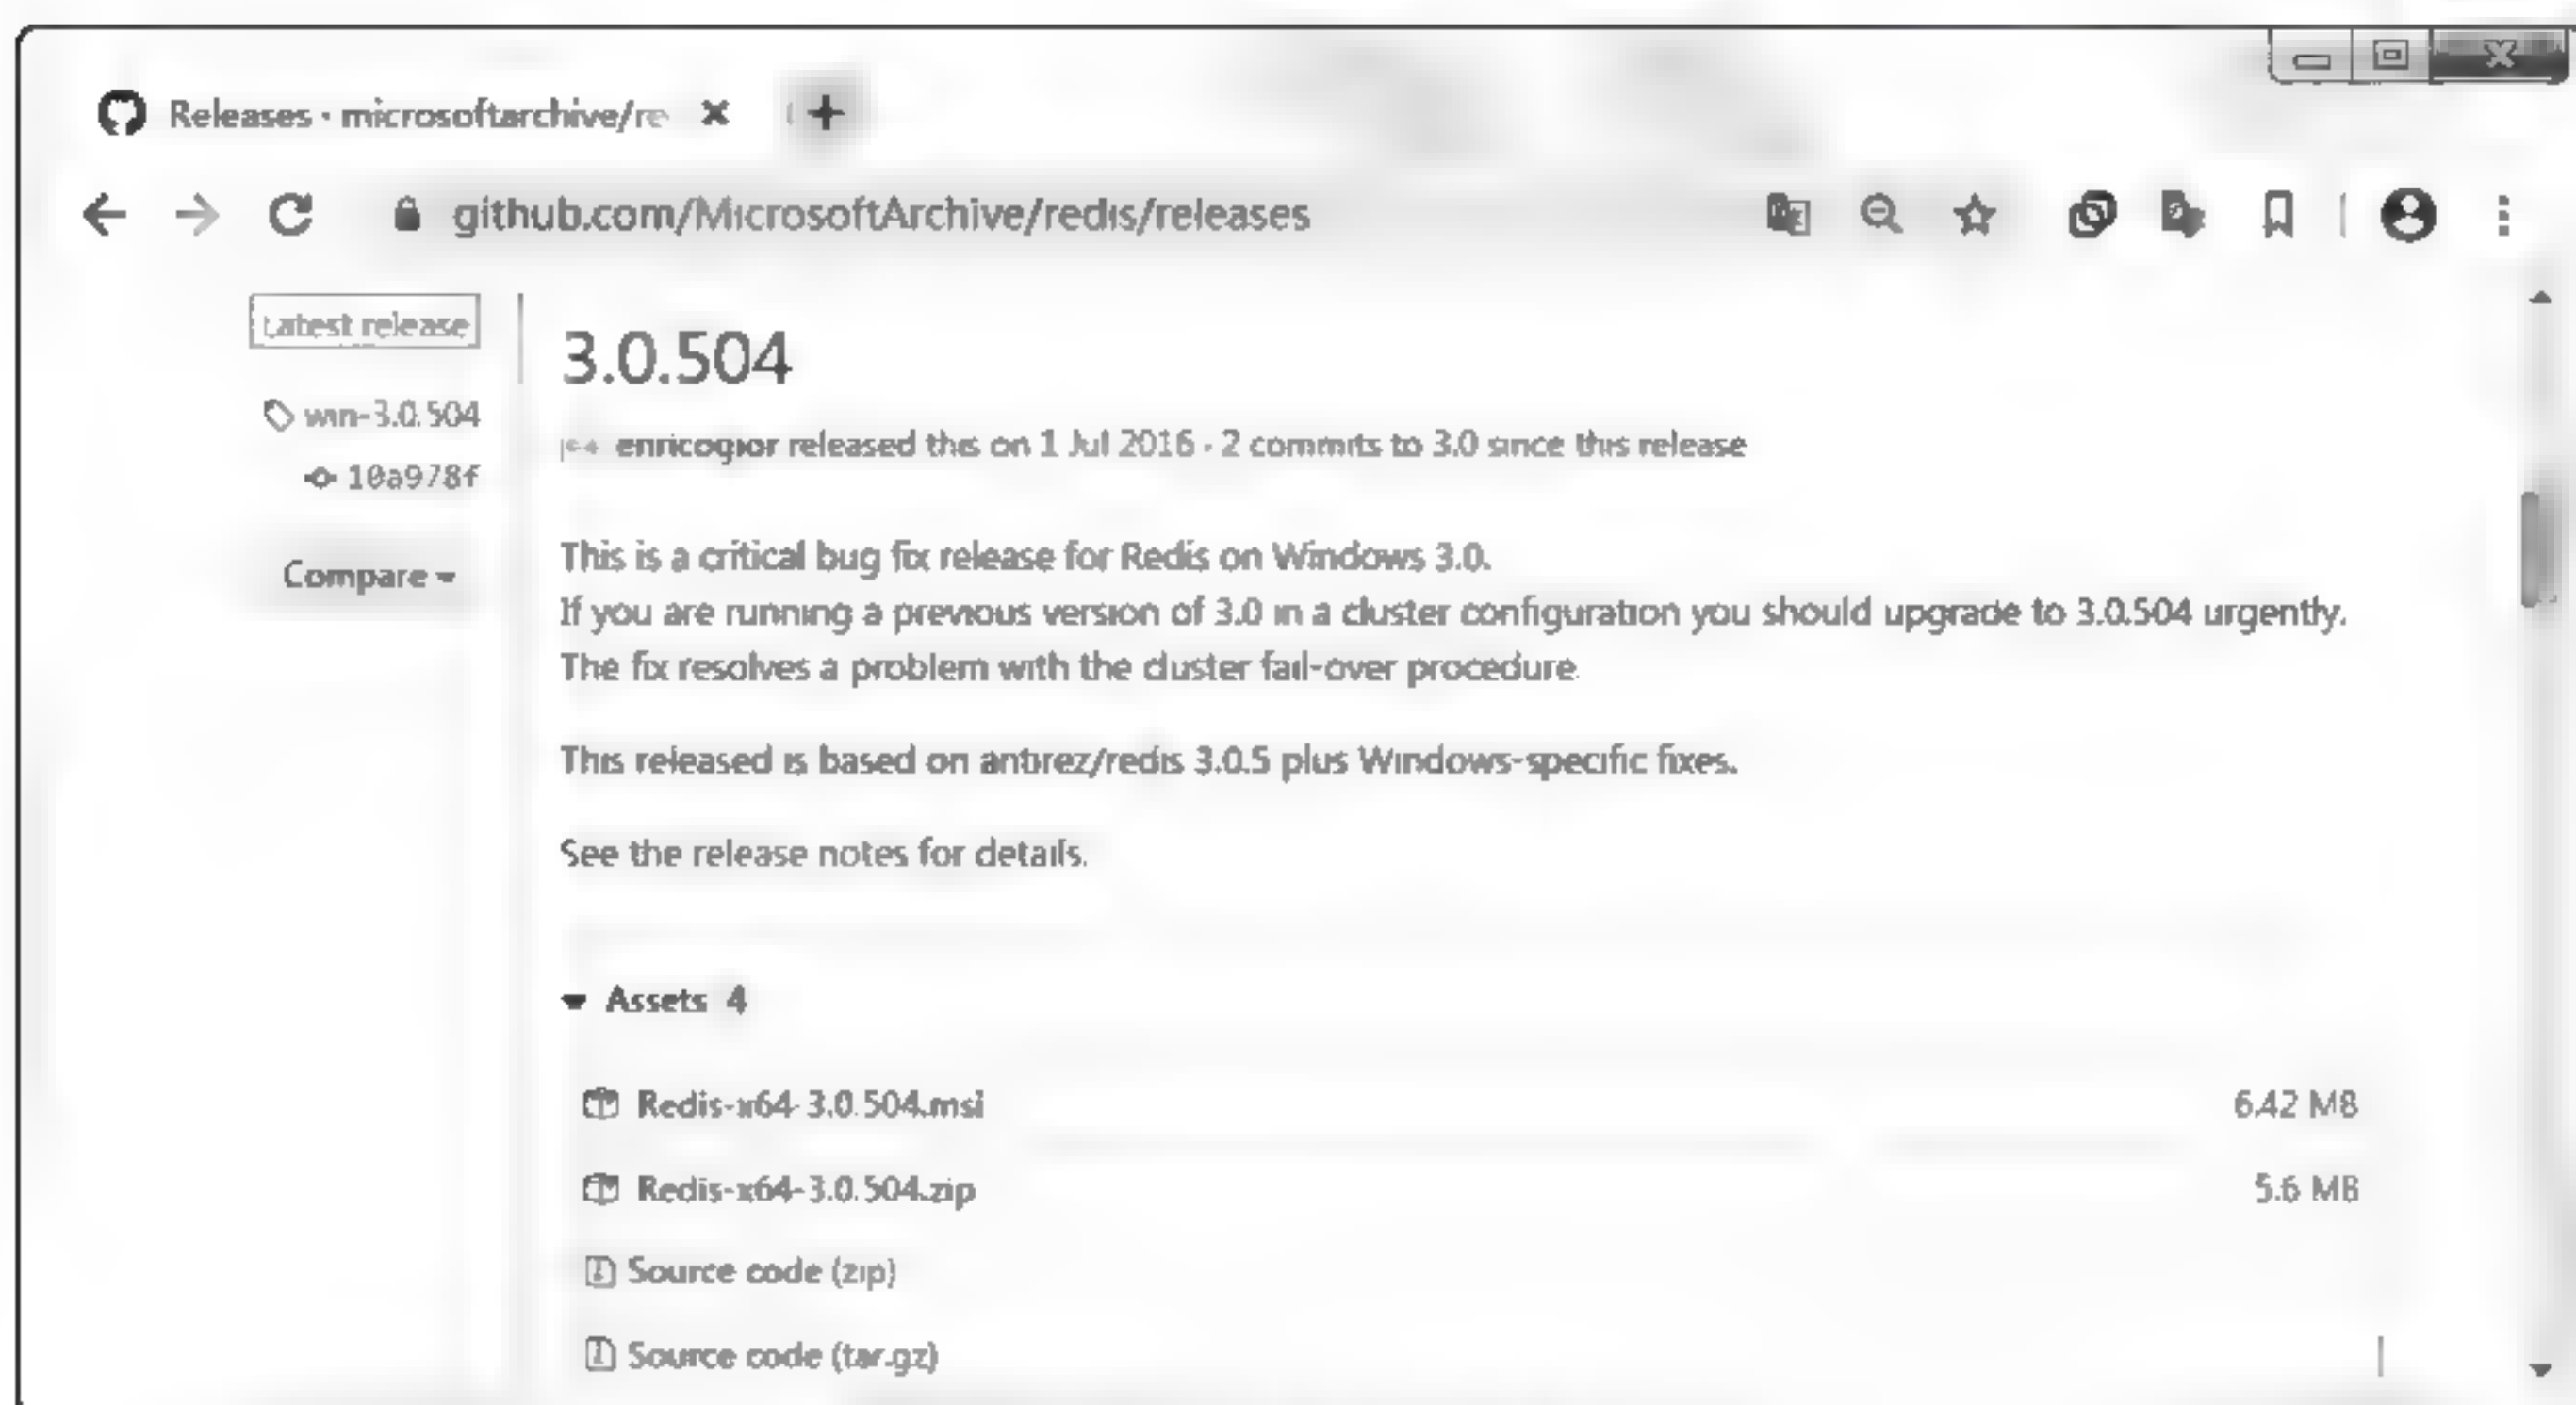 Releases · microsoftarchive/re
github.com/MicrosoftArchive/redis/releases
Latest release
3.0.504
win-3.0.504
enricogior released this on 1 Jul 2016 · 2 commits to 3.0 since this release
10a978f
This is a critical bug fix release for Redis on Windows 3.0.
Compare
If you are running a previous version of 3.0 in a cluster configuration you should upgrade to 3.0.504 urgently.
The fix resolves a problem with the cluster fail-over procedure.
This released is based on antirez/redis 3.0.5 plus Windows-specific fixes.
See the release notes for details.
Assets 4
Redis-x64-3.0.504.msi 6.42 MB
Redis-x64-3.0.504.zip 5.6 MB
Source code (zip)
Source code (tar.gz)